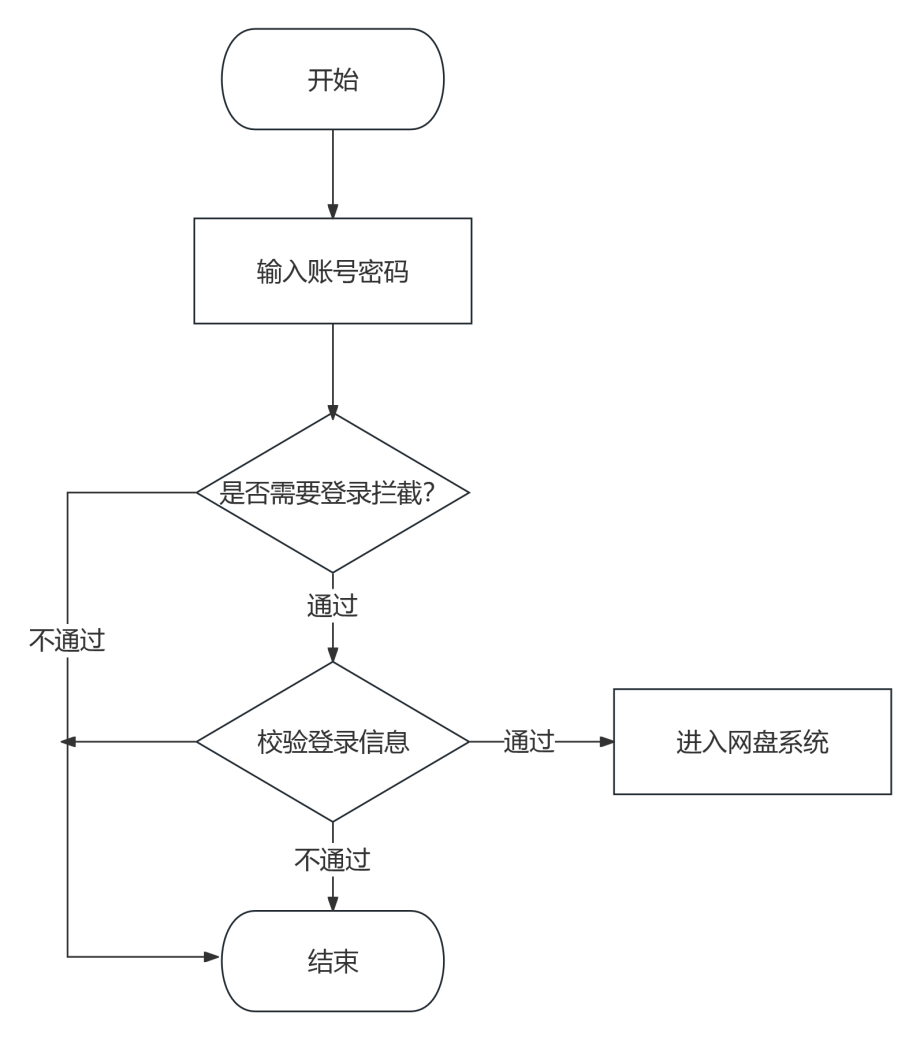 开始
输入账号密码
是否需要登录拦截?
通过
不通过
校验登录信息
通过
进入网盘系统
不通过
结束